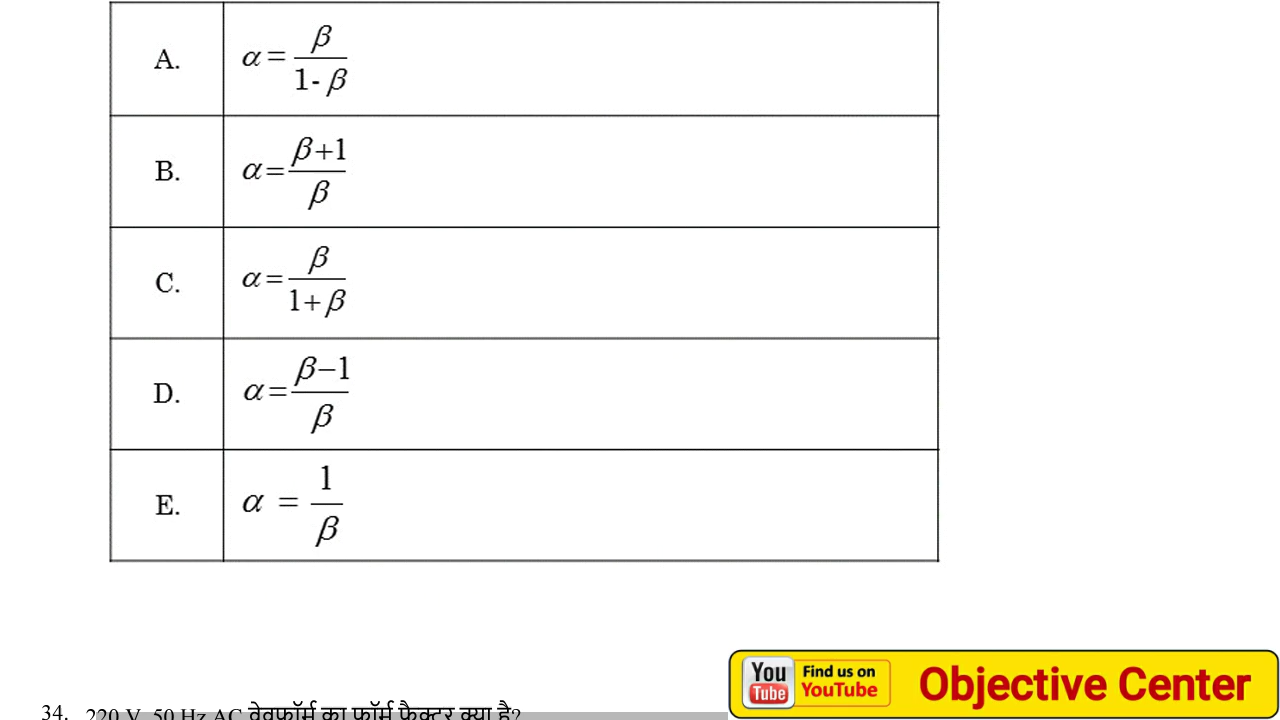 A. α = β / 1- β
B. α = β+1 / β
C. α = β / 1+ β
D. α = β−1 / β
E. α = 1 / β
You Tube Find us on YouTube Objective Center
34. 220 V, 50 Hz AC वेवफॉर्म का फॉर्म फैक्टर क्या है?